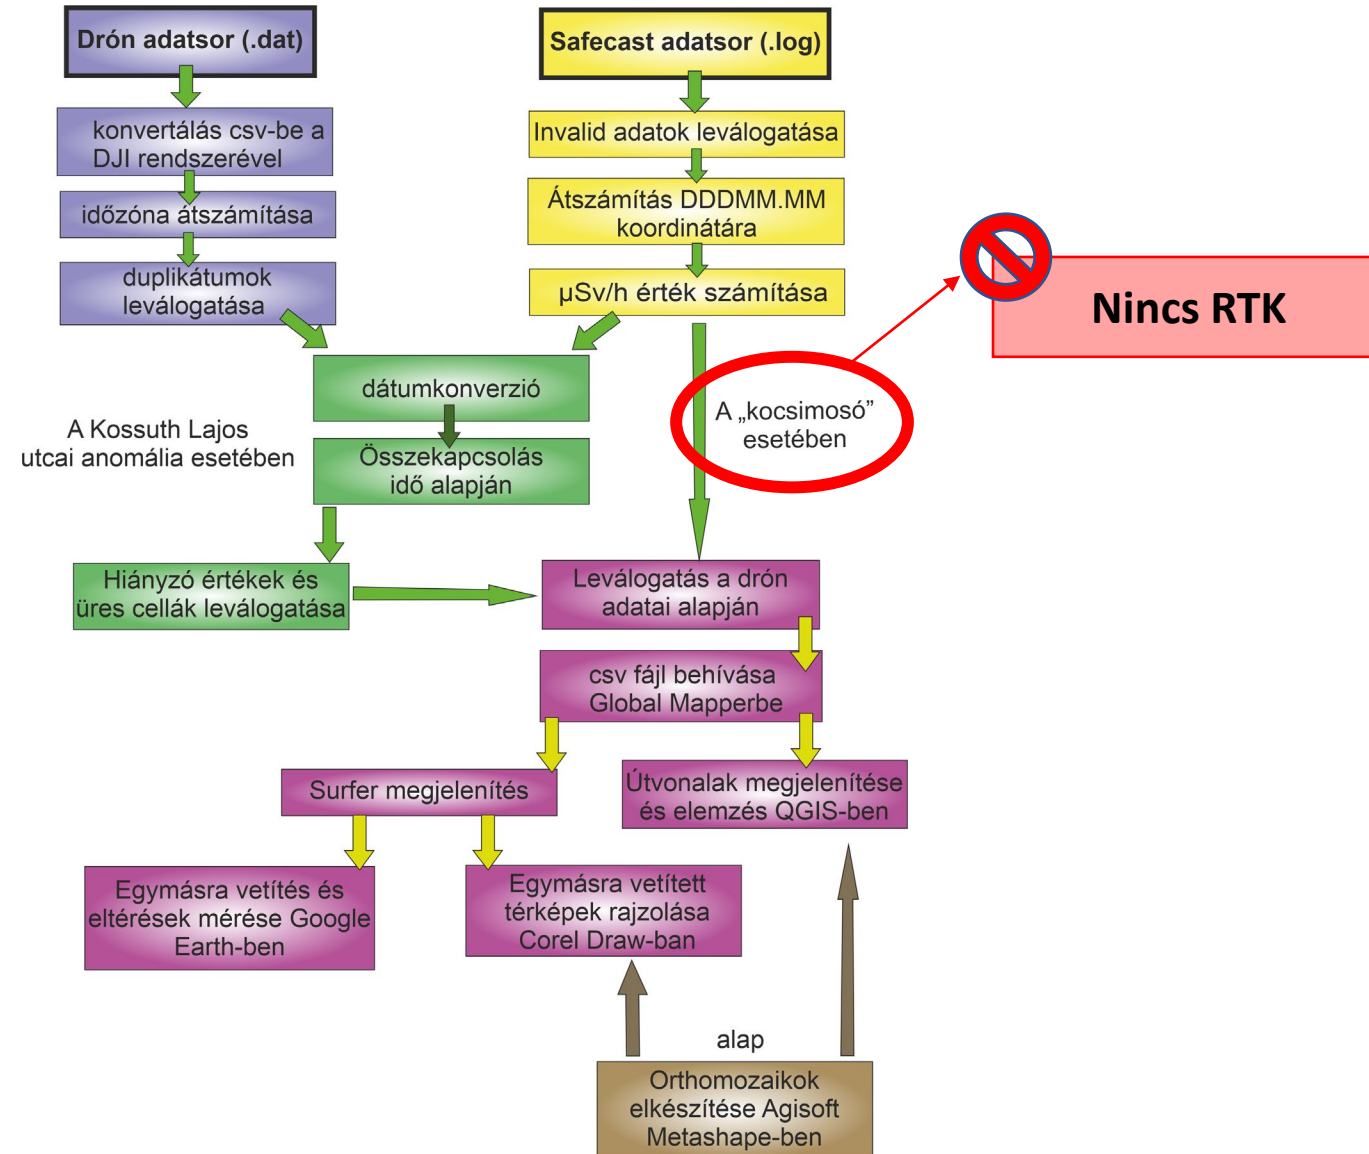 Drón adatsor (.dat)
Safecast adatsor (.log)
konvertálás csv-be a
DJI rendszerével
Invalid adatok leválogatása
időzóna átszámítása
Átszámítás DDDMM.MM
koordinátára
duplikátumok
leválogatása
µSv/h érték számítása
Nincs RTK
dátumkonverzió
A „kocsimosó”
esetében
A Kossuth Lajos
utcai anomália esetében
Összekapcsolás
idő alapján
Hiányzó értékek és
üres cellák leválogatása
Leválogatás a drón
adatai alapján
csv fájl behívása
Global Mapperbe
Surfer megjelenítés
Útvonalak megjelenítése
és elemzés QGIS-ben
Egymásra vetítés és
eltérések mérése Google
Earth-ben
Egymásra vetített
térképek rajzolása
Corel Draw-ban
alap
Orthomozaikok
elkészítése Agisoft
Metashape-ben